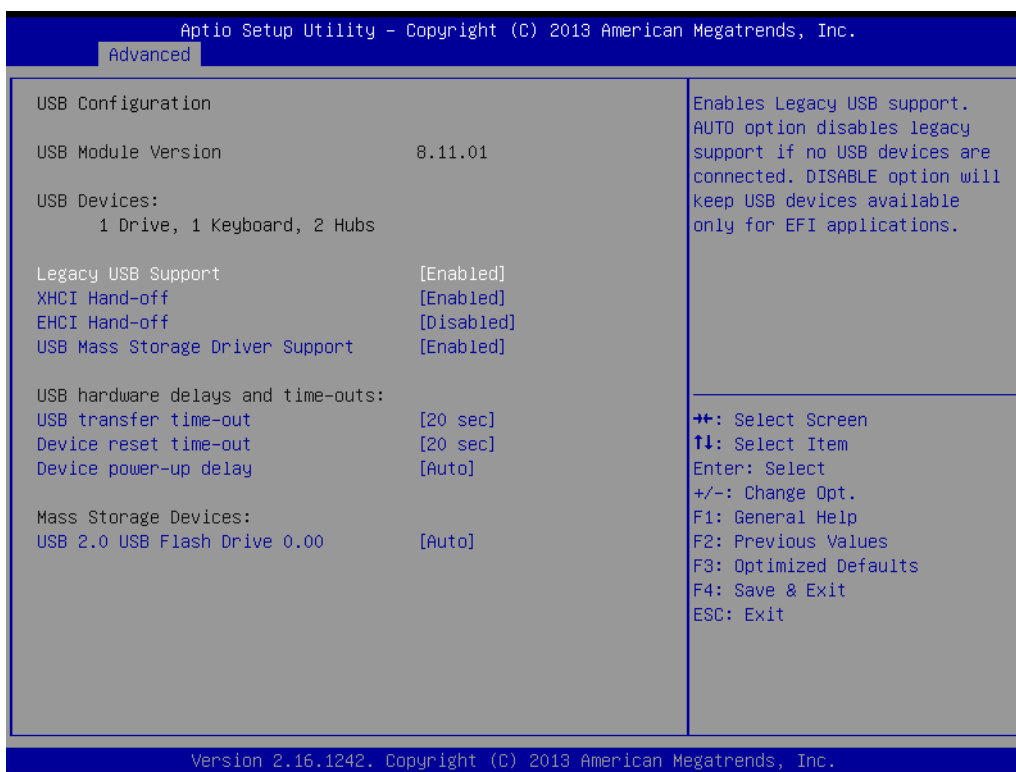 Aptio Setup Utility – Copyright (C) 2013 American Megatrends, Inc.
Advanced
USB Configuration
USB Module Version 8.11.01
USB Devices:
1 Drive, 1 Keyboard, 2 Hubs
Legacy USB Support [Enabled]
XHCI Hand-off [Enabled]
EHCI Hand-off [Disabled]
USB Mass Storage Driver Support [Enabled]
USB hardware delays and time-outs:
USB transfer time-out [20 sec]
Device reset time-out [20 sec]
Device power-up delay [Auto]
Mass Storage Devices:
USB 2.0 USB Flash Drive 0.00 [Auto]
Enables Legacy USB support.
AUTO option disables legacy
support if no USB devices are
connected. DISABLE option will
keep USB devices available
only for EFI applications.
→←: Select Screen
↑↓: Select Item
Enter: Select
+/-: Change Opt.
F1: General Help
F2: Previous Values
F3: Optimized Defaults
F4: Save & Exit
ESC: Exit
Version 2.16.1242. Copyright (C) 2013 American Megatrends, Inc.